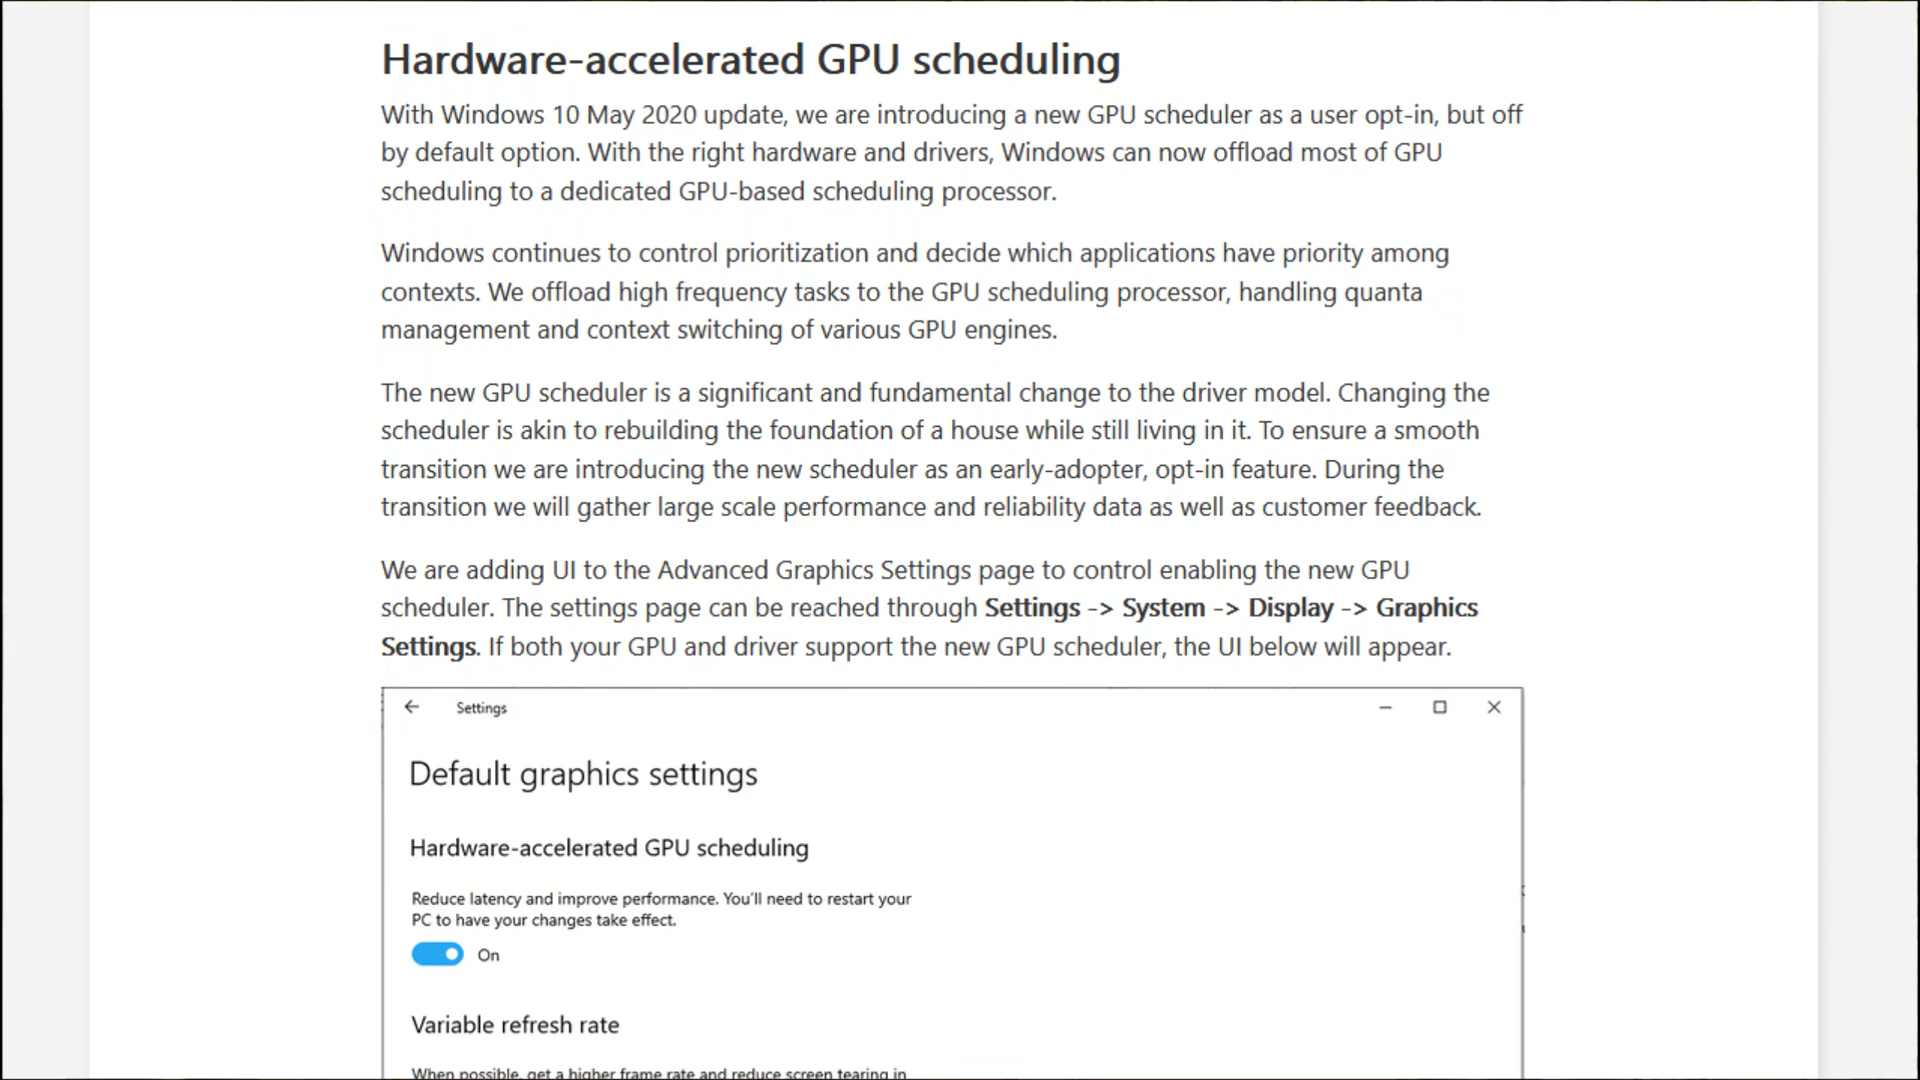 Hardware-accelerated GPU scheduling
With Windows 10 May 2020 update, we are introducing a new GPU scheduler as a user opt-in, but off
by default option. With the right hardware and drivers, Windows can now offload most of GPU
scheduling to a dedicated GPU-based scheduling processor.
Windows continues to control prioritization and decide which applications have priority among
contexts. We offload high frequency tasks to the GPU scheduling processor, handling quanta
management and context switching of various GPU engines.
The new GPU scheduler is a significant and fundamental change to the driver model. Changing the
scheduler is akin to rebuilding the foundation of a house while still living in it. To ensure a smooth
transition we are introducing the new scheduler as an early-adopter, opt-in feature. During the
transition we will gather large scale performance and reliability data as well as customer feedback.
We are adding UI to the Advanced Graphics Settings page to control enabling the new GPU
scheduler. The settings page can be reached through Settings -> System -> Display -> Graphics
Settings. If both your GPU and driver support the new GPU scheduler, the UI below will appear.
Settings
Default graphics settings
Hardware-accelerated GPU scheduling
Reduce latency and improve performance. You'll need to restart your
PC to have your changes take effect.
On
Variable refresh rate
When possible, get a higher frame rate and reduce screen tearing in